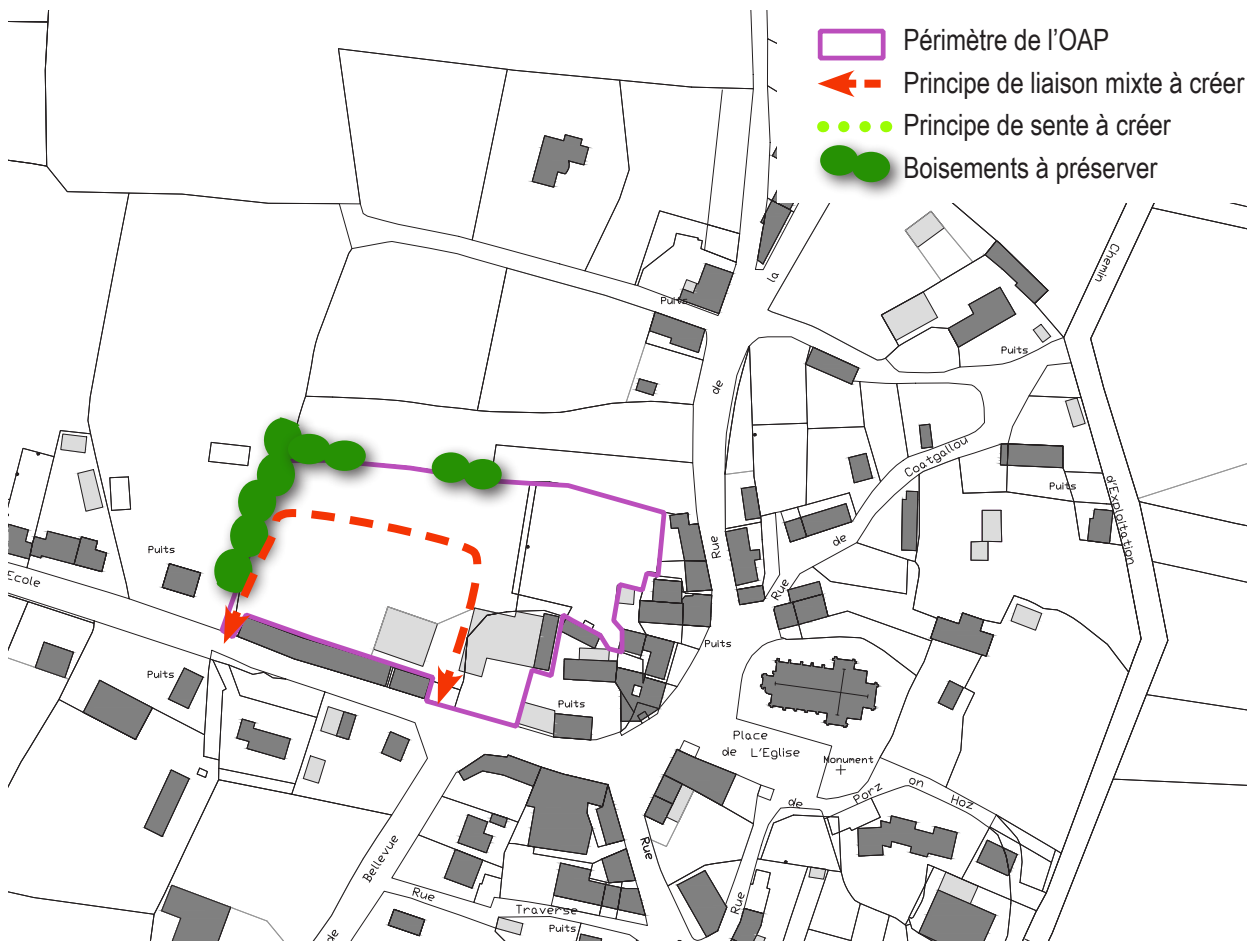 Périmètre de l'OAP
Principe de liaison mixte à créer
Principe de sente à créer
Boisements à préserver
Chemin
d'Exploitation
la
de
Rue
Puits
Puits
Coatgallou
de
Rue
Puits
Puits
Ecole
Puits
Puits
Puits
Place
de L'Eglise
Monument
de
Porz on Hoz
Rue
Rue
Bellevue
de
Rue
Traverse
Puits